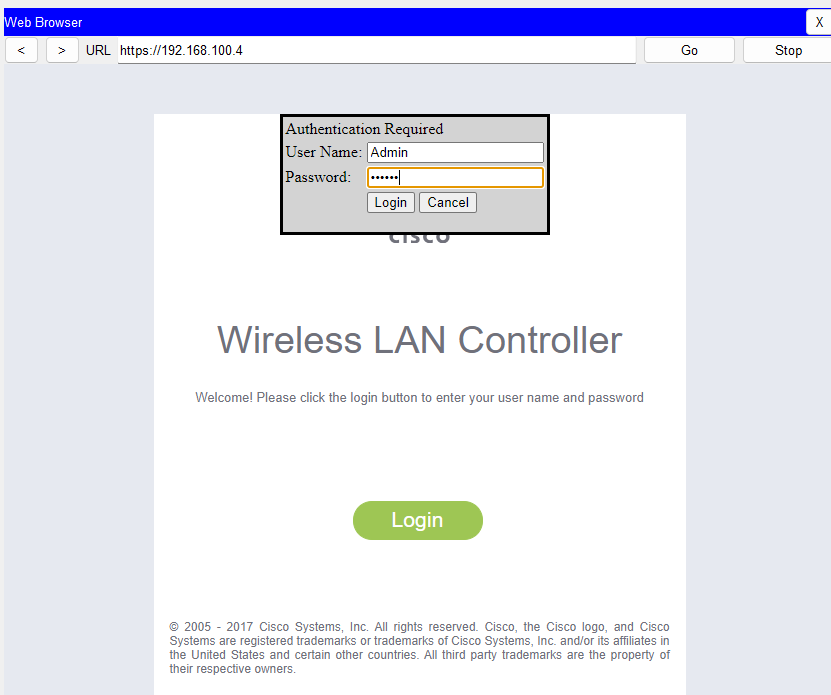 Web Browser X
< > URL https://192.168.100.4 Go Stop
Authentication Required
User Name: Admin
Password: ••••••
Login Cancel
cisco
Wireless LAN Controller
Welcome! Please click the login button to enter your user name and password
Login
© 2005 - 2017 Cisco Systems, Inc. All rights reserved. Cisco, the Cisco logo, and Cisco
Systems are registered trademarks or trademarks of Cisco Systems, Inc. and/or its affiliates in
the United States and certain other countries. All third party trademarks are the property of
their respective owners.